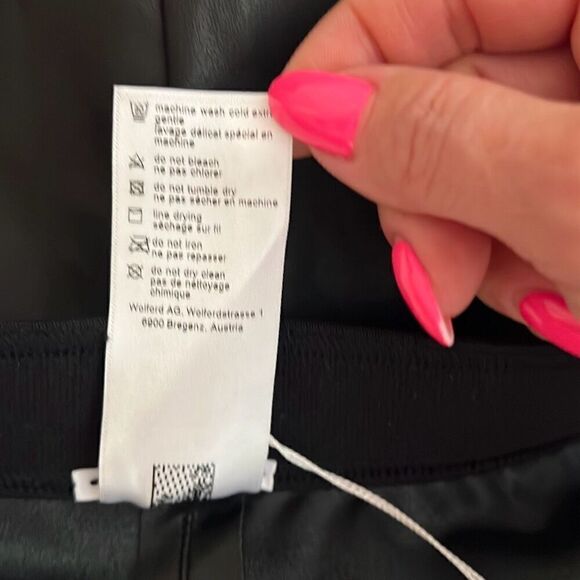 machine wash cold extra
gentle
lavage délicat spécial en
machine
do not bleach
ne pas chlorer
do not tumble dry
ne pas sécher en machine
line drying
séchage sur fil
do not iron
ne pas repasser
do not dry clean
pas de nettoyage
chimique
Wolford AG, Wolfordstrasse 1
6900 Bregenz, Austria